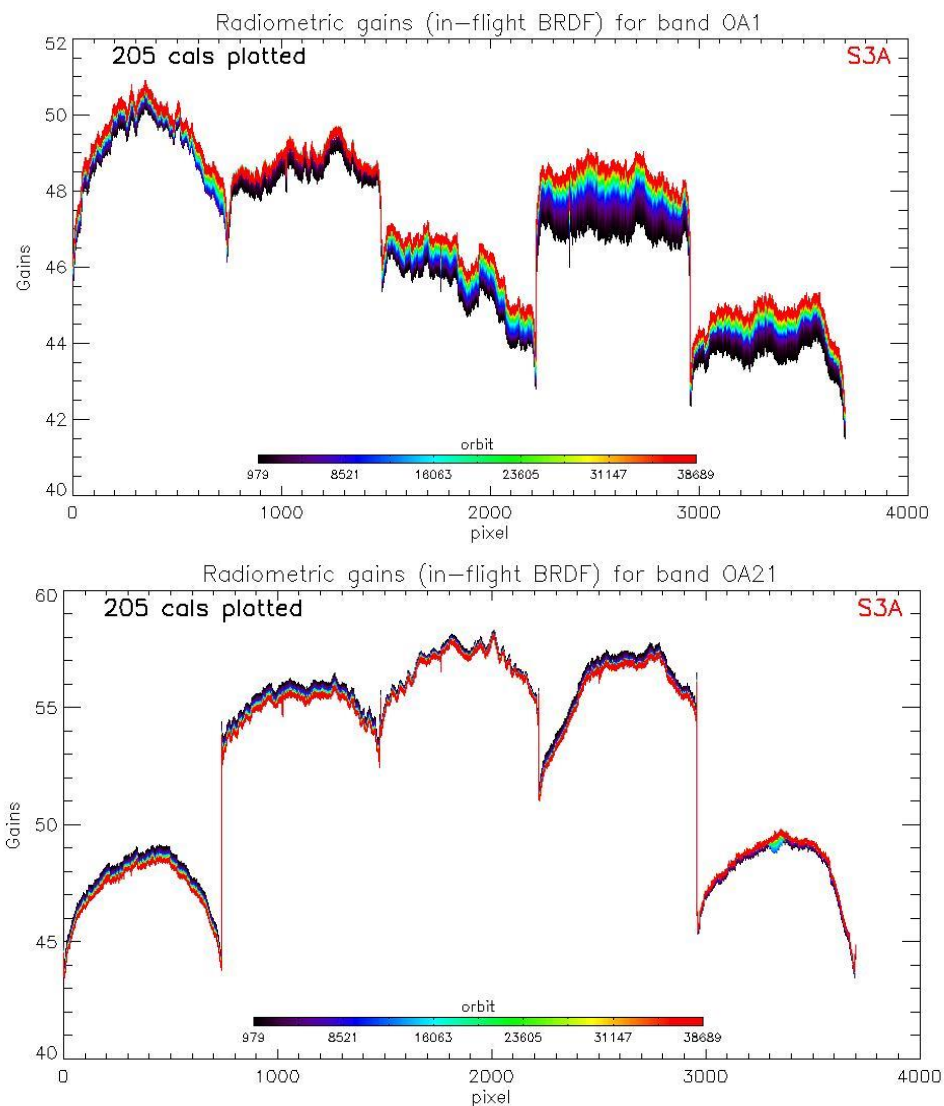 Radiometric gains (in-flight BRDF) for band OA1
205 cals plotted S3A
52
50
48
46
44
42
40
Gains
orbit
979 8521 16063 23605 31147 38689
0 1000 2000 3000 4000
pixel
Radiometric gains (in-flight BRDF) for band OA21
205 cals plotted S3A
60
55
50
45
40
Gains
orbit
979 8521 16063 23605 31147 38689
0 1000 2000 3000 4000
pixel